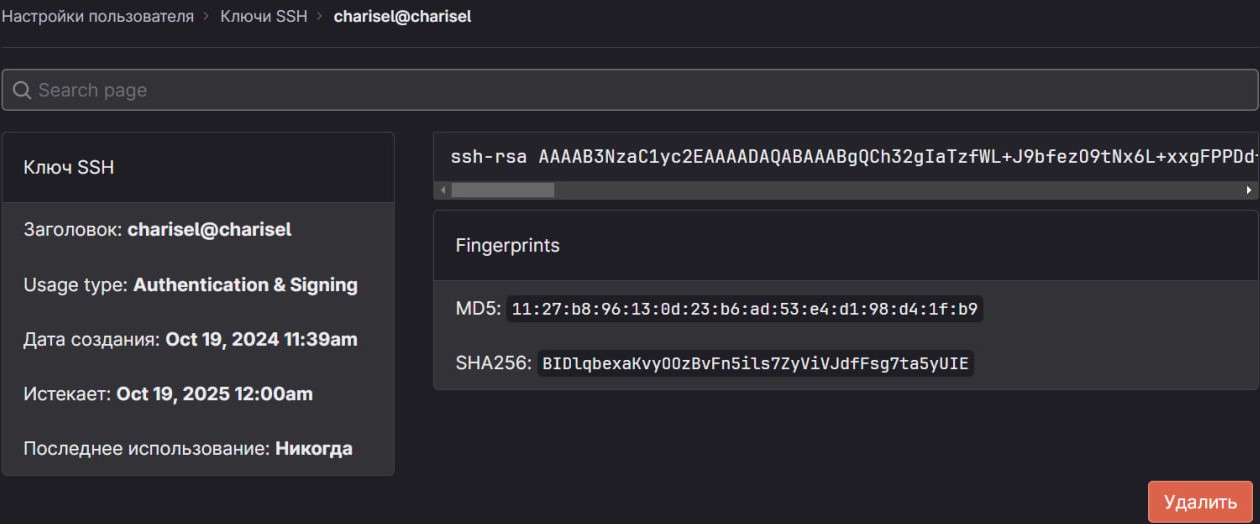 Настройки пользователя > Ключи SSH > charisel@charisel
Search page
Ключ SSH
Заголовок: charisel@charisel
Usage type: Authentication & Signing
Дата создания: Oct 19, 2024 11:39am
Истекает: Oct 19, 2025 12:00am
Последнее использование: Никогда
ssh-rsa AAAAB3NzaC1yc2EAAAADAQABAAABgQCh32gIaTzfWL+J9bfezO9tNx6L+xxgFPPDd+
Fingerprints
MD5: 11:27:b8:96:13:0d:23:b6:ad:53:e4:d1:98:d4:1f:b9
SHA256: BIDlqbexaKvyOOzBvFn5ils7ZyViVJdfFsg7ta5yUIE
Удалить